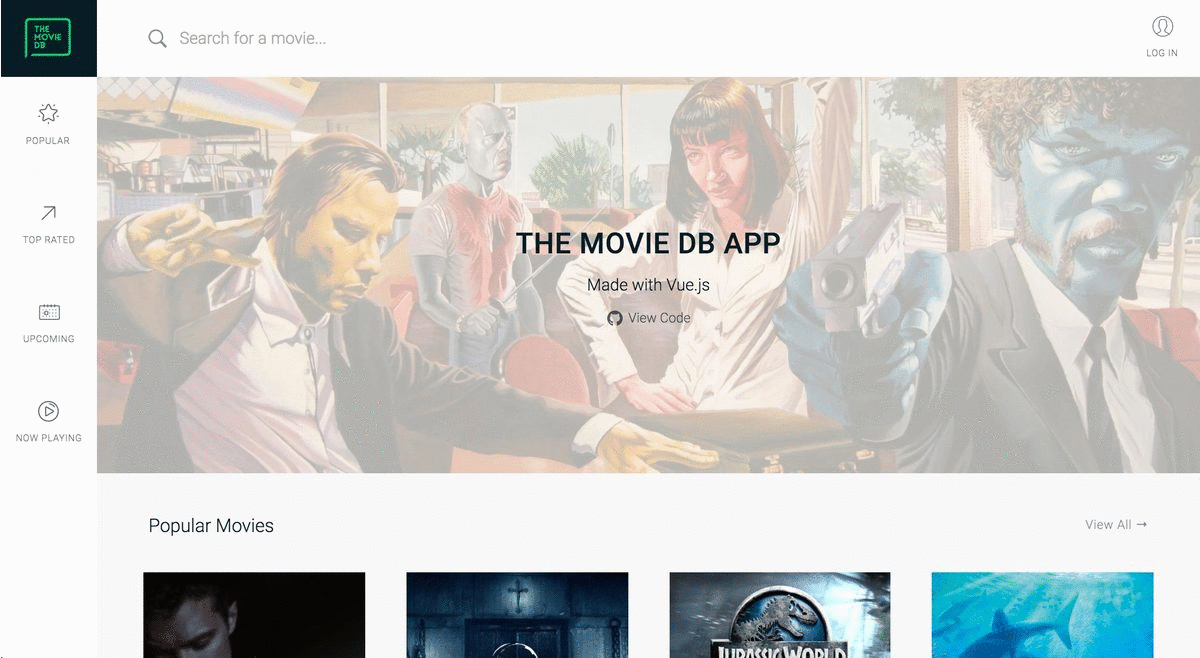 THE
MOVIE
DB
Search for a movie...
LOG IN
POPULAR
TOP RATED
UPCOMING
NOW PLAYING
THE MOVIE DB APP
Made with Vue.js
View Code
Popular Movies
View All →
JURASSIC WORLD